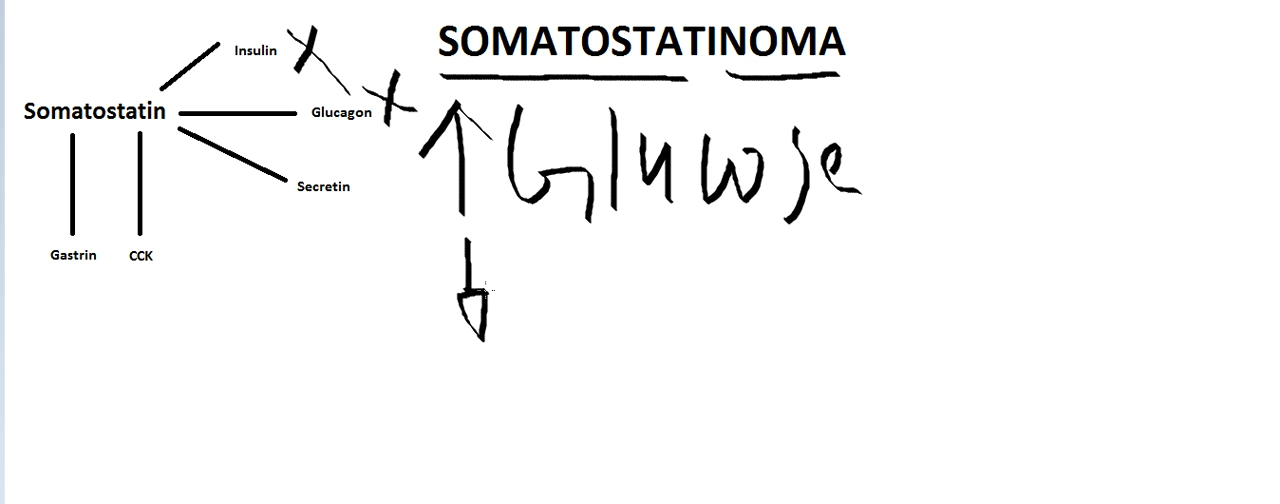 SOMATOSTATINOMA
Insulin
Somatostatin
Glucagon
Glucose
Secretin
Gastrin
CCK